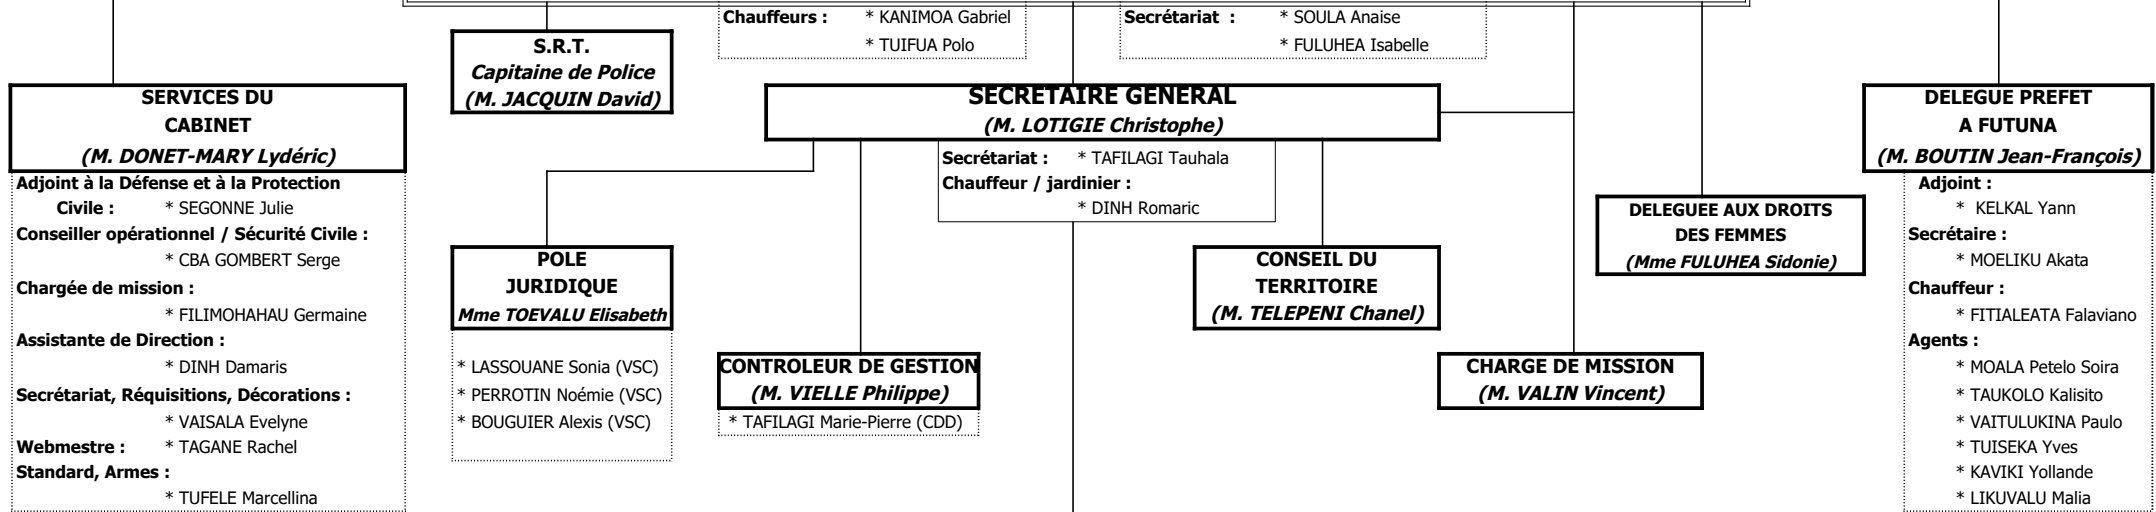 Chauffeurs : * KANIMOA Gabriel
* TUIFUA Polo
Secrétariat : * SOULA Anaise
* FULUHEA Isabelle
S.R.T.
Capitaine de Police
(M. JACQUIN David)
SERVICES DU
CABINET
(M. DONET-MARY Lydéric)
Adjoint à la Défense et à la Protection
Civile : * SEGONNE Julie
Conseiller opérationnel / Sécurité Civile :
* CBA GOMBERT Serge
Chargée de mission :
* FILIMOHAHAU Germaine
Assistante de Direction :
* DINH Damaris
Secrétariat, Réquisitions, Décorations :
* VAISALA Evelyne
Webmestre : * TAGANE Rachel
Standard, Armes :
* TUFELE Marcellina
SECRETAIRE GENERAL
(M. LOTIGIE Christophe)
Secrétariat : * TAFILAGI Tauhala
Chauffeur / jardinier :
* DINH Romaric
POLE
JURIDIQUE
Mme TOEVALU Elisabeth
* LASSOUANE Sonia (VSC)
* PERROTIN Noémie (VSC)
* BOUGUIER Alexis (VSC)
CONTROLEUR DE GESTION
(M. VIELLE Philippe)
* TAFILAGI Marie-Pierre (CDD)
CONSEIL DU
TERRITOIRE
(M. TELEPENI Chanel)
CHARGE DE MISSION
(M. VALIN Vincent)
DELEGUEE AUX DROITS
DES FEMMES
(Mme FULUHEA Sidonie)
DELEGUE PREFET
A FUTUNA
(M. BOUTIN Jean-François)
Adjoint :
* KELKAL Yann
Secrétaire :
* MOELIKU Akata
Chauffeur :
* FITIALEATA Falaviano
Agents :
* MOALA Petelo Soira
* TAUKOLO Kalisito
* VAITULUKINA Paulo
* TUISEKA Yves
* KAVIKI Yollande
* LIKUVALU Malia